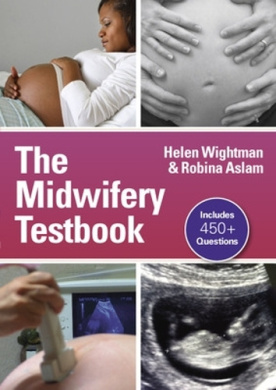 The
Midwifery
Testbook
Helen Wightman
& Robina Aslam
Includes
450+
Questions